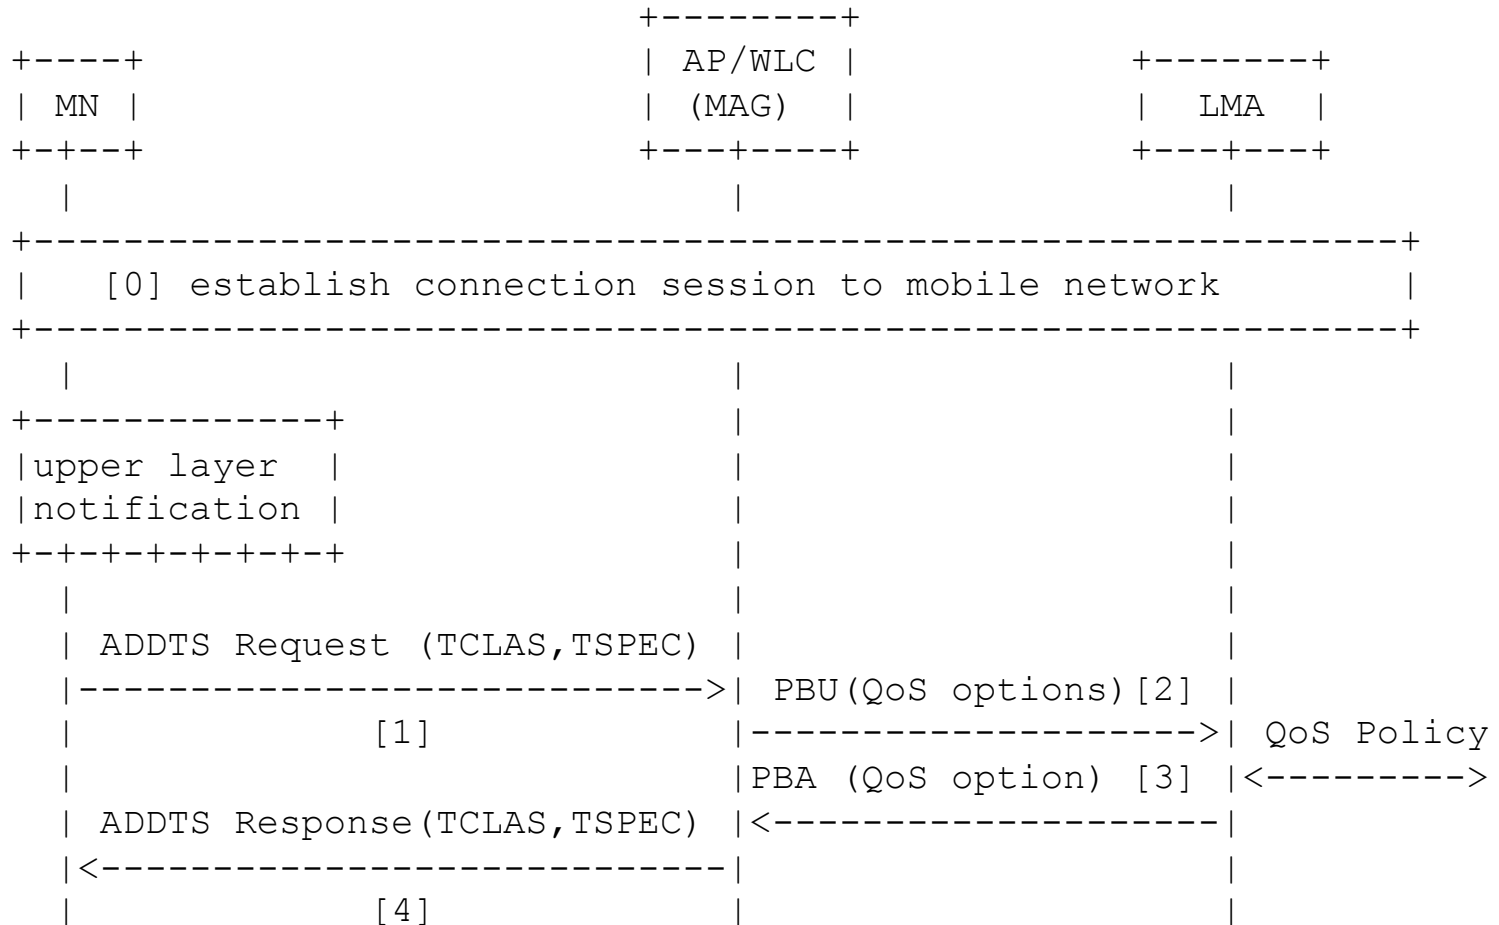 AP/WLC
MN (MAG) LMA
[0] establish connection session to mobile network
upper layer
notification
ADDTS Request (TCLAS,TSPEC)
PBU(QoS options)[2]
[1] QoS Policy
PBA (QoS option) [3]
ADDTS Response(TCLAS,TSPEC)
[4]